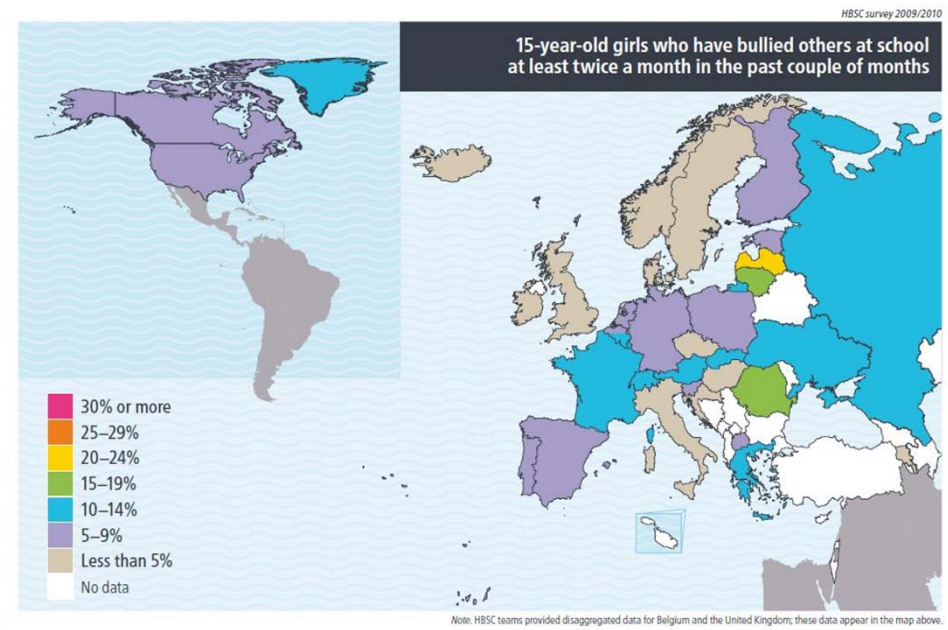 HBSC survey 2009/2010
15-year-old girls who have bullied others at school
at least twice a month in the past couple of months
30% or more
25–29%
20–24%
15–19%
10–14%
5–9%
Less than 5%
No data
Note. HBSC teams provided disaggregated data for Belgium and the United Kingdom; these data appear in the map above.